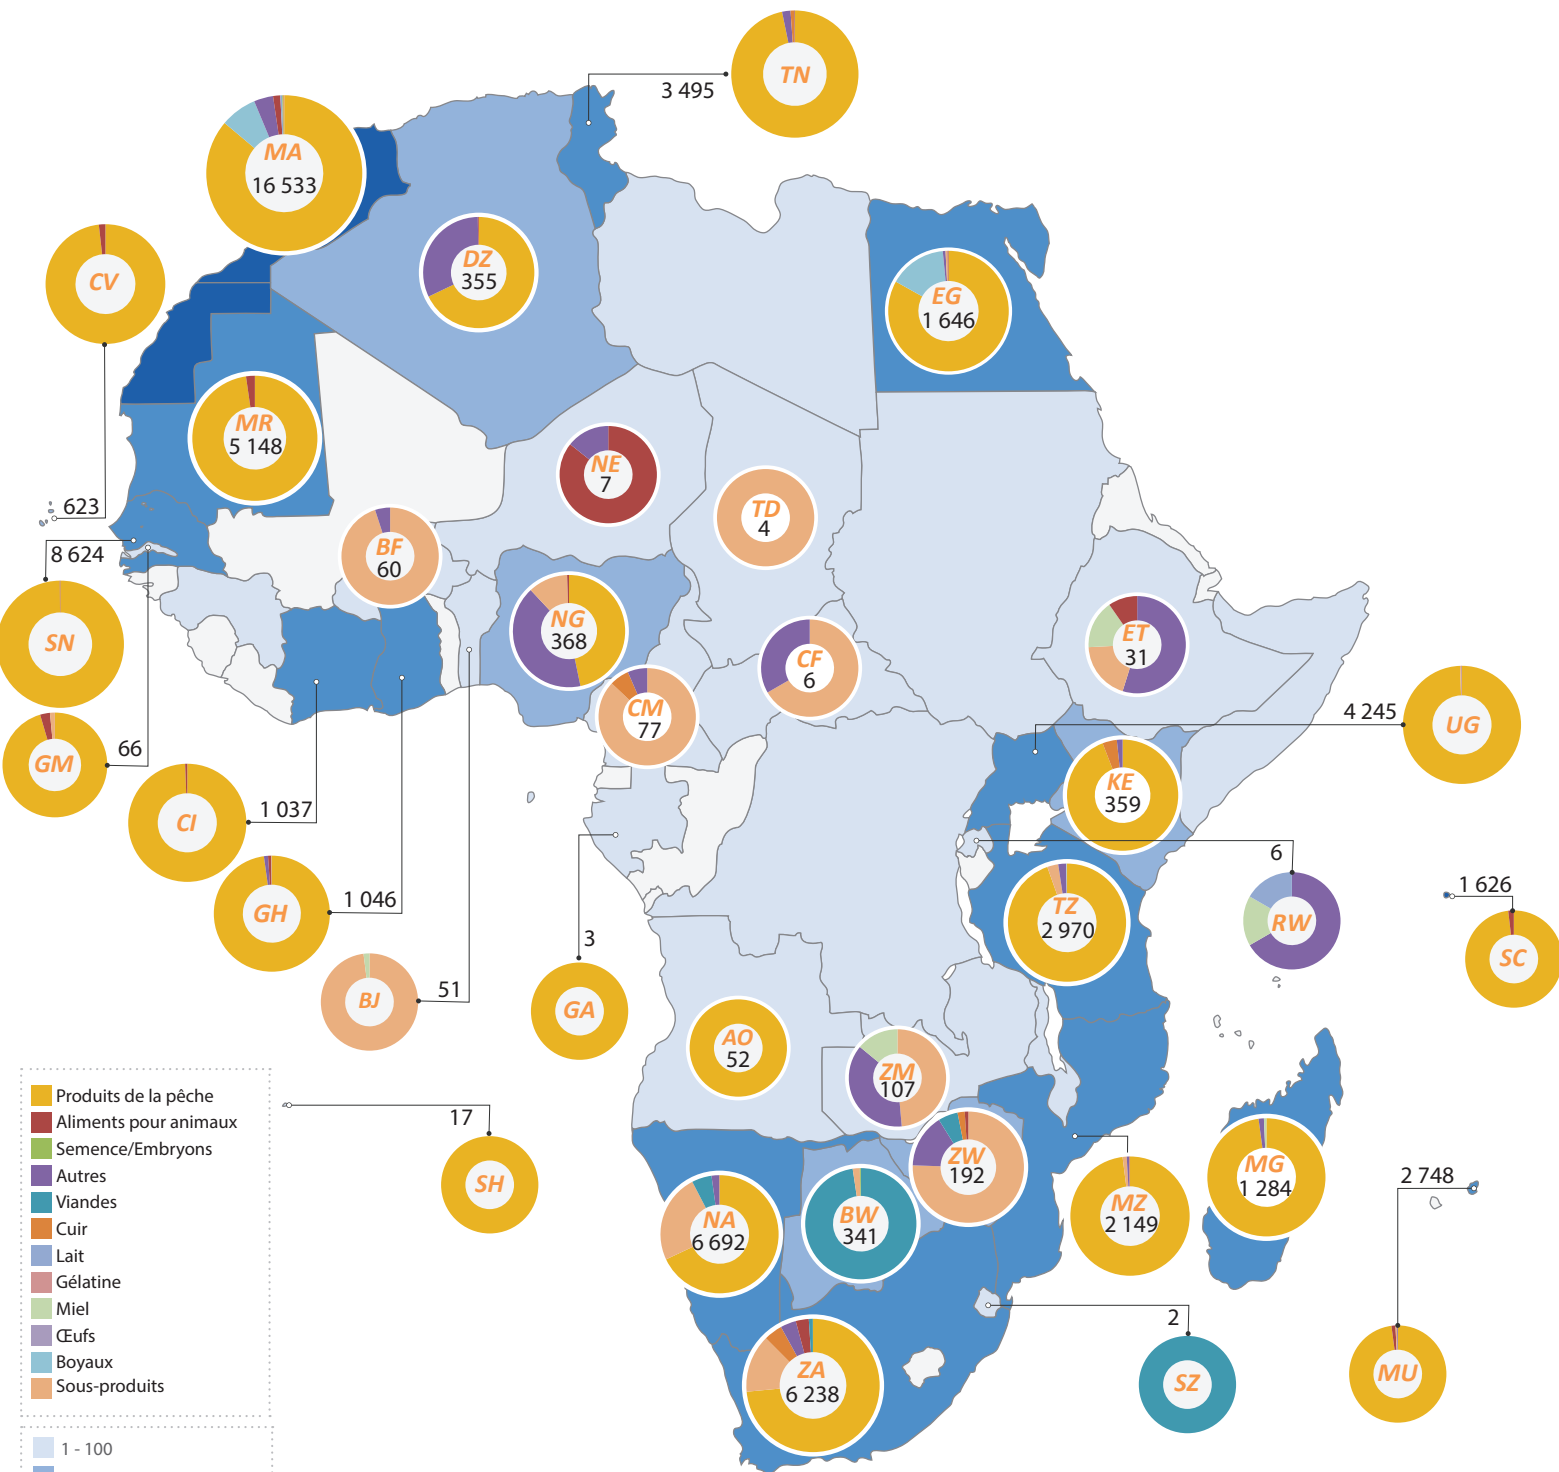 TN
3 495
MA
16 533
DZ
355
CV
EG
1 646
MR
5 148
NE
7
TD
4
623
8 624
BF
60
SN
NG
368
CF
6
ET
31
CM
77
4 245
UG
GM
66
CI
1 037
KE
359
GH
1 046
6
RW
1 626
SC
TZ
2 970
BJ
51
3
GA
AO
52
ZM
107
Produits de la pêche
Aliments pour animaux
Semence/Embryons
Autres
Viandes
Cuir
Lait
Gélatine
Miel
Œufs
Boyaux
Sous-produits
17
SH
ZW
192
MG
1 284
MZ
2 149
2 748
NA
6 692
BW
341
2
SZ
MU
ZA
6 238
1 - 100